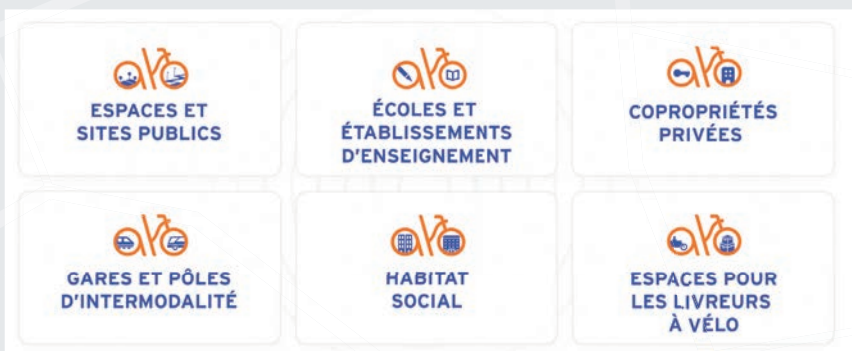 ESPACES ET
SITES PUBLICS
ÉCOLES ET
ÉTABLISSEMENTS
D'ENSEIGNEMENT
COPROPRIÉTÉS
PRIVÉES
GARES ET PÔLES
D'INTERMODALITÉ
HABITAT
SOCIAL
ESPACES POUR
LES LIVREURS
À VÉLO